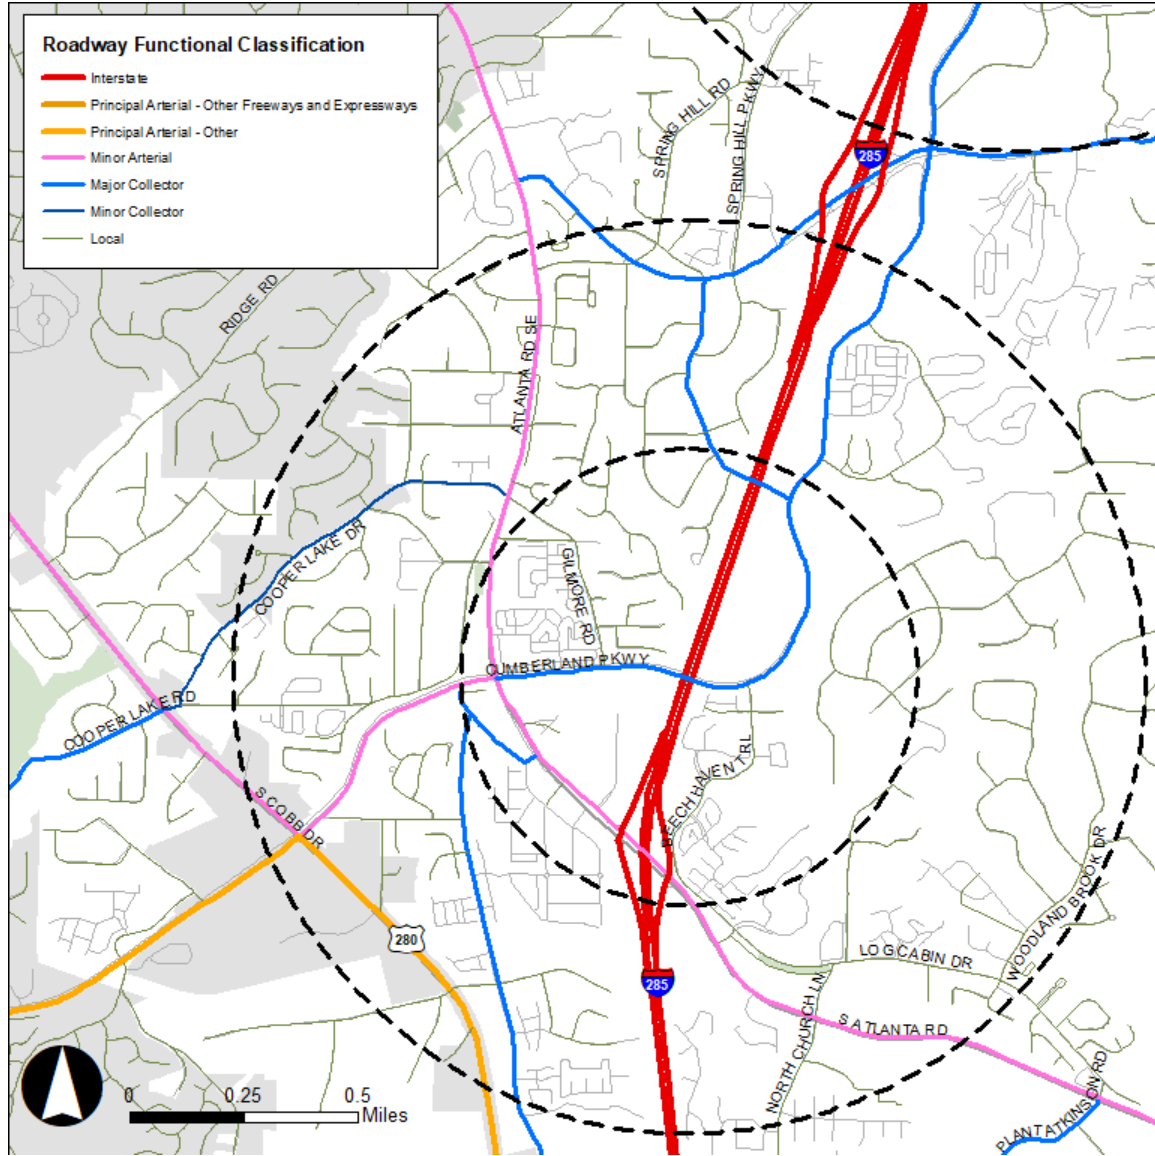 Roadway Functional Classification
Interstate
Principal Arterial - Other Freeways and Expressways
Principal Arterial - Other
Minor Arterial
Major Collector
Minor Collector
Local
SPRING HILL RD
SPRING HILL PKWY
285
RIDGE RD
ATLANTA RD SE
COOPER LAKE DR
GILMORE RD
CUMBERLAND PKWY
COOPER LAKE RD
S COBB DR
BEECH HAVEN TRL
280
WOODLAND BROOK DR
LOG CABIN DR
285
NORTH CHURCH LN
S ATLANTA RD
PLANT ATKINSON RD
0 0.25 0.5
Miles